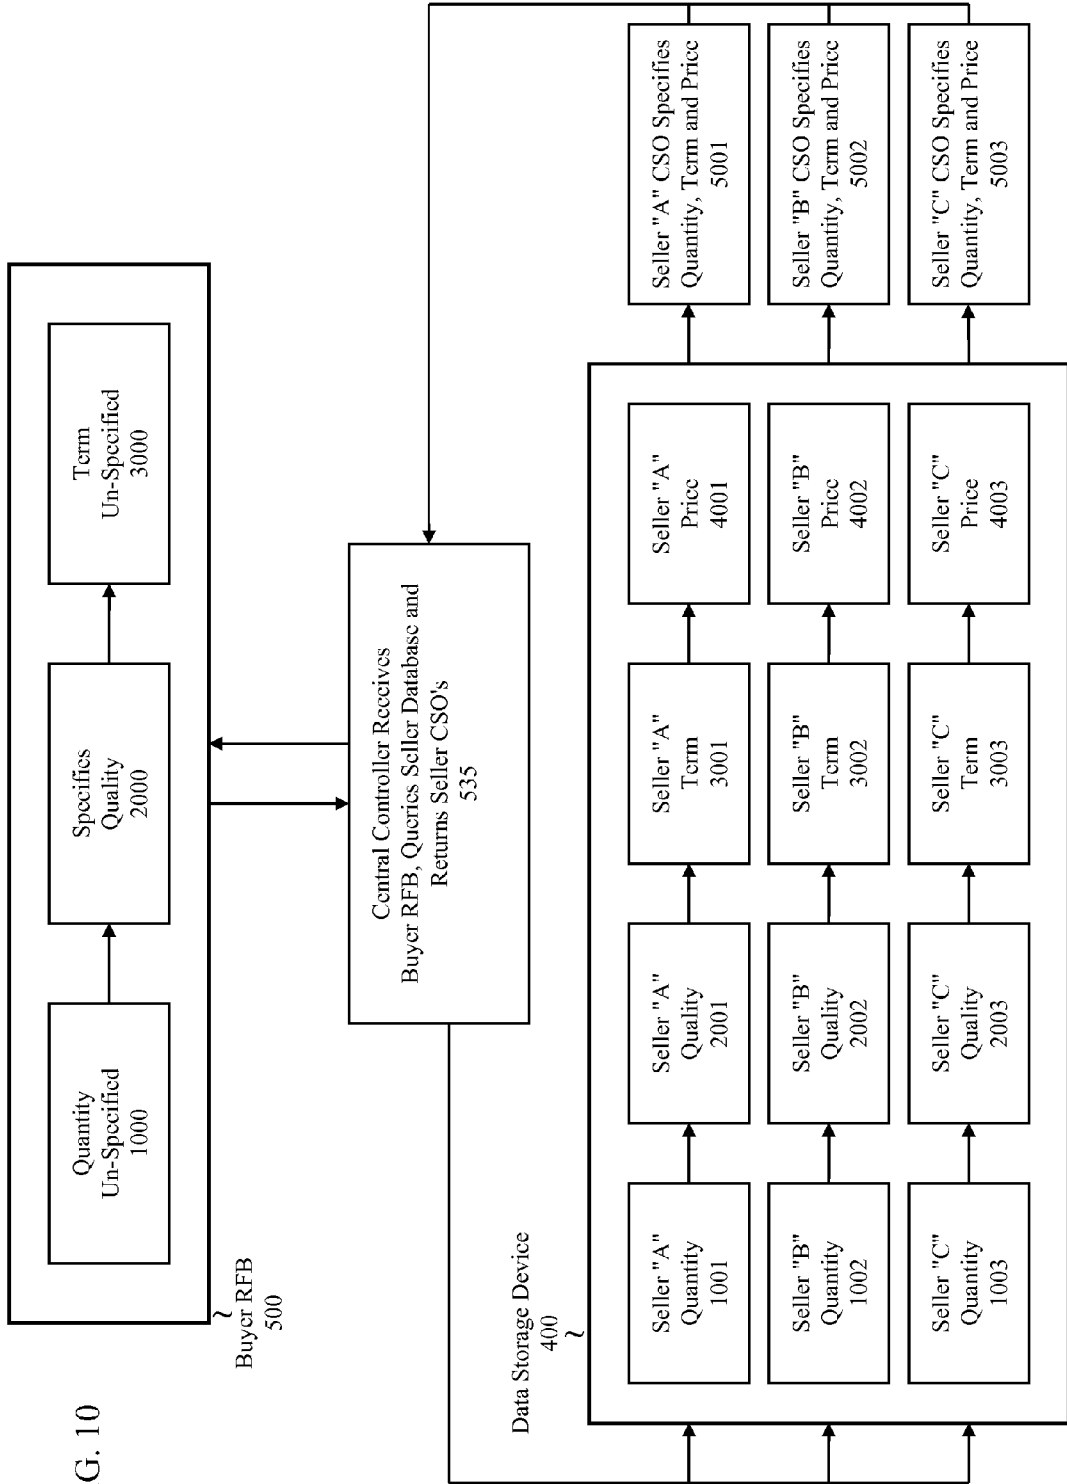 G. 10
Buyer RFB
500
Quantity
Un-Specified
1000
Specifies
Quality
2000
Term
Un-Specified
3000
Central Controller Receives
Buyer RFB, Queries Seller Database and
Returns Seller CSO's
535
Data Storage Device
400
Seller "A"
Quantity
1001
Seller "A"
Quality
2001
Seller "A"
Term
3001
Seller "A"
Price
4001
Seller "A" CSO Specifies
Quantity, Term and Price
5001
Seller "B"
Quantity
1002
Seller "B"
Quality
2002
Seller "B"
Term
3002
Seller "B"
Price
4002
Seller "B" CSO Specifies
Quantity, Term and Price
5002
Seller "C"
Quantity
1003
Seller "C"
Quality
2003
Seller "C"
Term
3003
Seller "C"
Price
4003
Seller "C" CSO Specifies
Quantity, Term and Price
5003